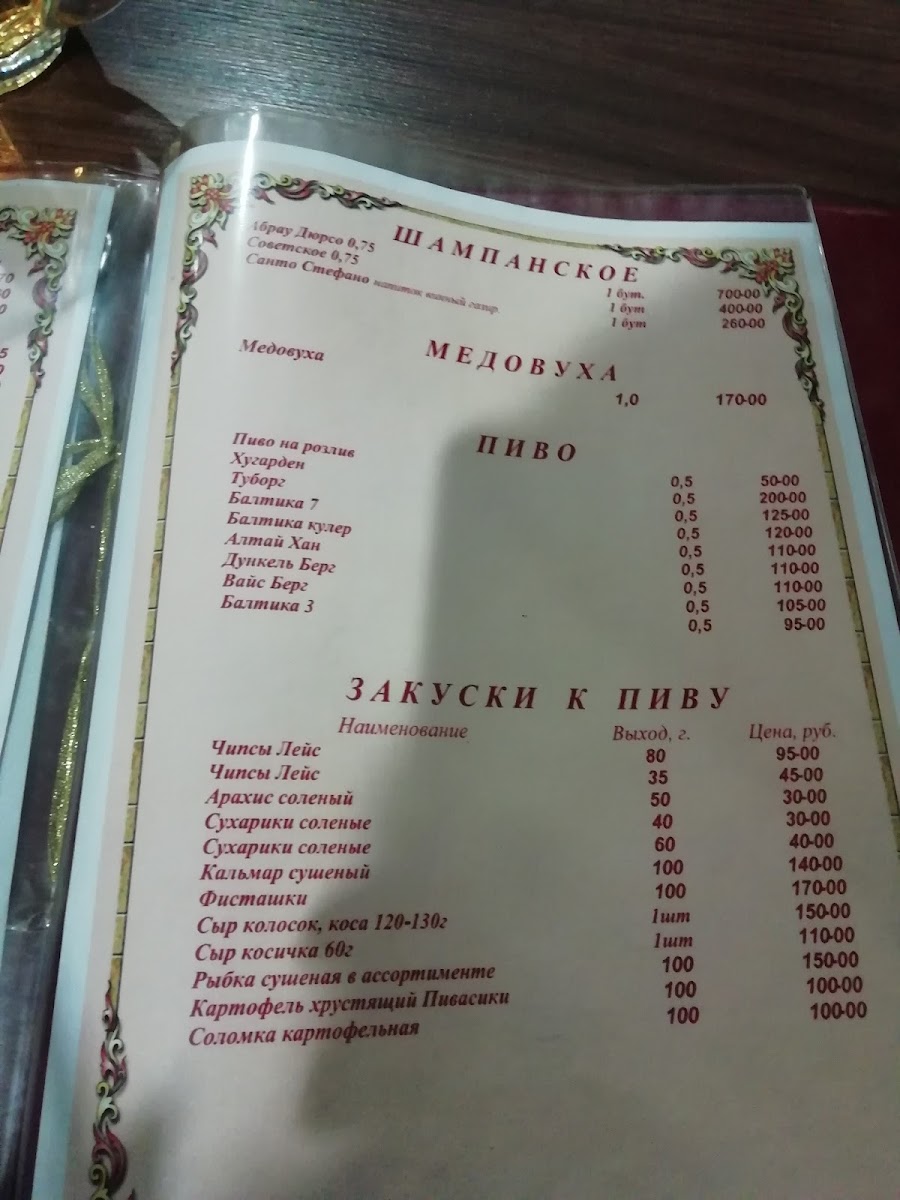 ШАМПАНСКОЕ
Абрау Дюрсо 0,75 1 бут. 700-00
Советское 0,75 1 бут 400-00
Санто Стефано напиток винный газир. 1 бут 260-00
МЕДОВУХА
Медовуха 1,0 170-00
ПИВО
Пиво на розлив 0,5 50-00
Хугарден 0,5 200-00
Туборг 0,5 125-00
Балтика 7 0,5 120-00
Балтика кулер 0,5 110-00
Алтай Хан 0,5 110-00
Дункель Берг 0,5 110-00
Вайс Берг 0,5 105-00
Балтика 3 0,5 95-00
ЗАКУСКИ К ПИВУ
Наименование Выход, г. Цена, руб.
Чипсы Лейс 80 95-00
Чипсы Лейс 35 45-00
Арахис соленый 50 30-00
Сухарики соленые 40 30-00
Сухарики соленые 60 40-00
Кальмар сушеный 100 140-00
Фисташки 100 170-00
Сыр колосок, коса 120-130г 1шт 150-00
Сыр косичка 60г 1шт 110-00
Рыбка сушеная в ассортименте 100 150-00
Картофель хрустящий Пивасики 100 100-00
Соломка картофельная 100 100-00